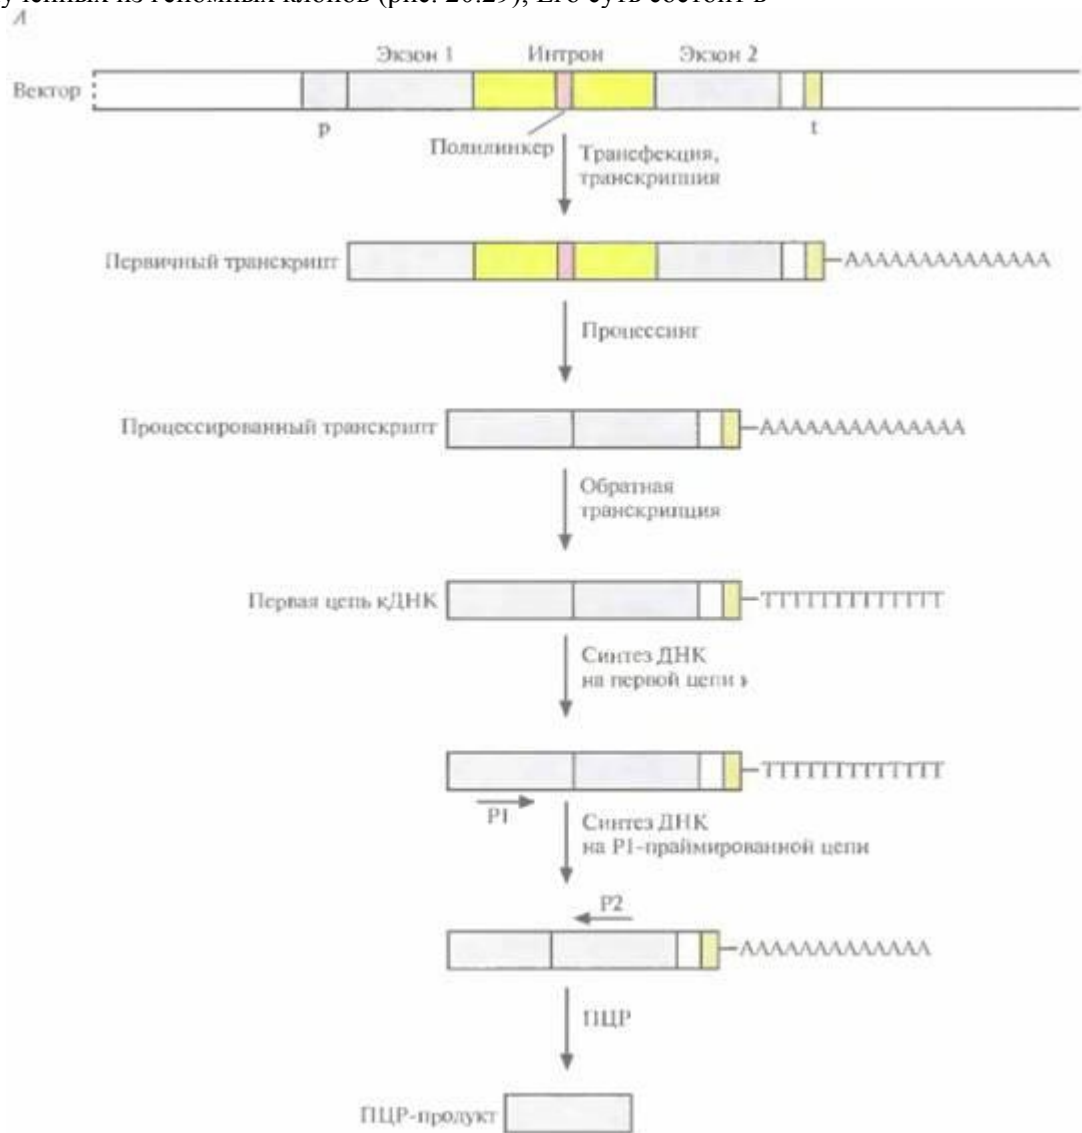 ученных из геномных клонов (рис. 20.29), Его суть состоит в
А
Экзон 1 Интрон Экзон 2
Вектор
p t
Полилинкер
Трансфекция,
транскрипция
Первичный транскрипт AAAAAAAAAAAAAA
Процессинг
Процессированный транскрипт AAAAAAAAAAAAAA
Обратная
транскрипция
Первая цепь кДНК TTTTTTTTTTTTT
Синтез ДНК
на первой цепи к
TTTTTTTTTTTTT
P1
Синтез ДНК
на P1-праймированной цепи
P2
AAAAAAAAAAAAA
ПЦР
ПЦР-продукт